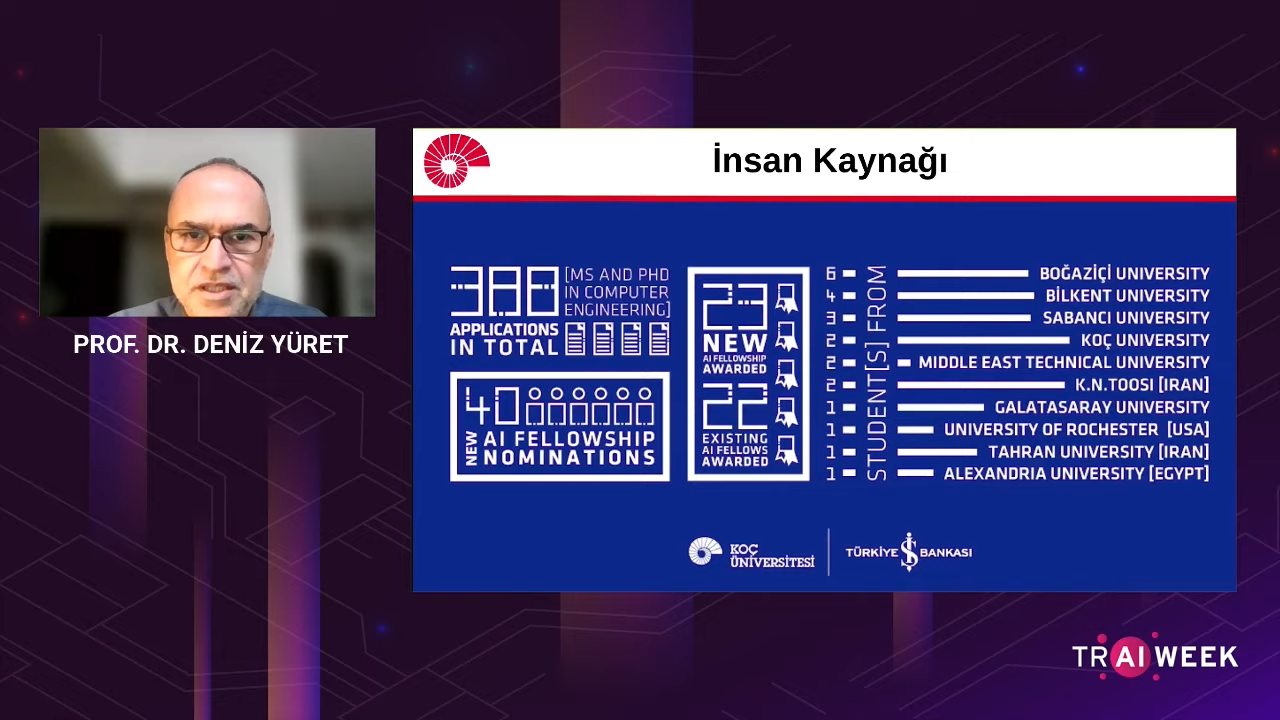 PROF. DR. DENİZ YÜRET
İnsan Kaynağı
388
[MS AND PHD
IN COMPUTER
ENGINEERING]
APPLICATIONS
IN TOTAL
40
NEW
AI FELLOWSHIP
NOMINATIONS
23
NEW
AI FELLOWSHIP
AWARDED
22
EXISTING
AI FELLOWS
AWARDED
STUDENT[S] FROM
6 BOĞAZİÇİ UNIVERSITY
4 BİLKENT UNIVERSITY
3 SABANCI UNIVERSITY
2 KOÇ UNIVERSITY
2 MIDDLE EAST TECHNICAL UNIVERSITY
2 K.N.TOOSI [IRAN]
1 GALATASARAY UNIVERSITY
1 UNIVERSITY OF ROCHESTER [USA]
1 TAHRAN UNIVERSITY [IRAN]
1 ALEXANDRIA UNIVERSITY [EGYPT]
KOÇ
ÜNİVERSİTESİ
TÜRKİYE İŞ BANKASI
TRAI WEEK